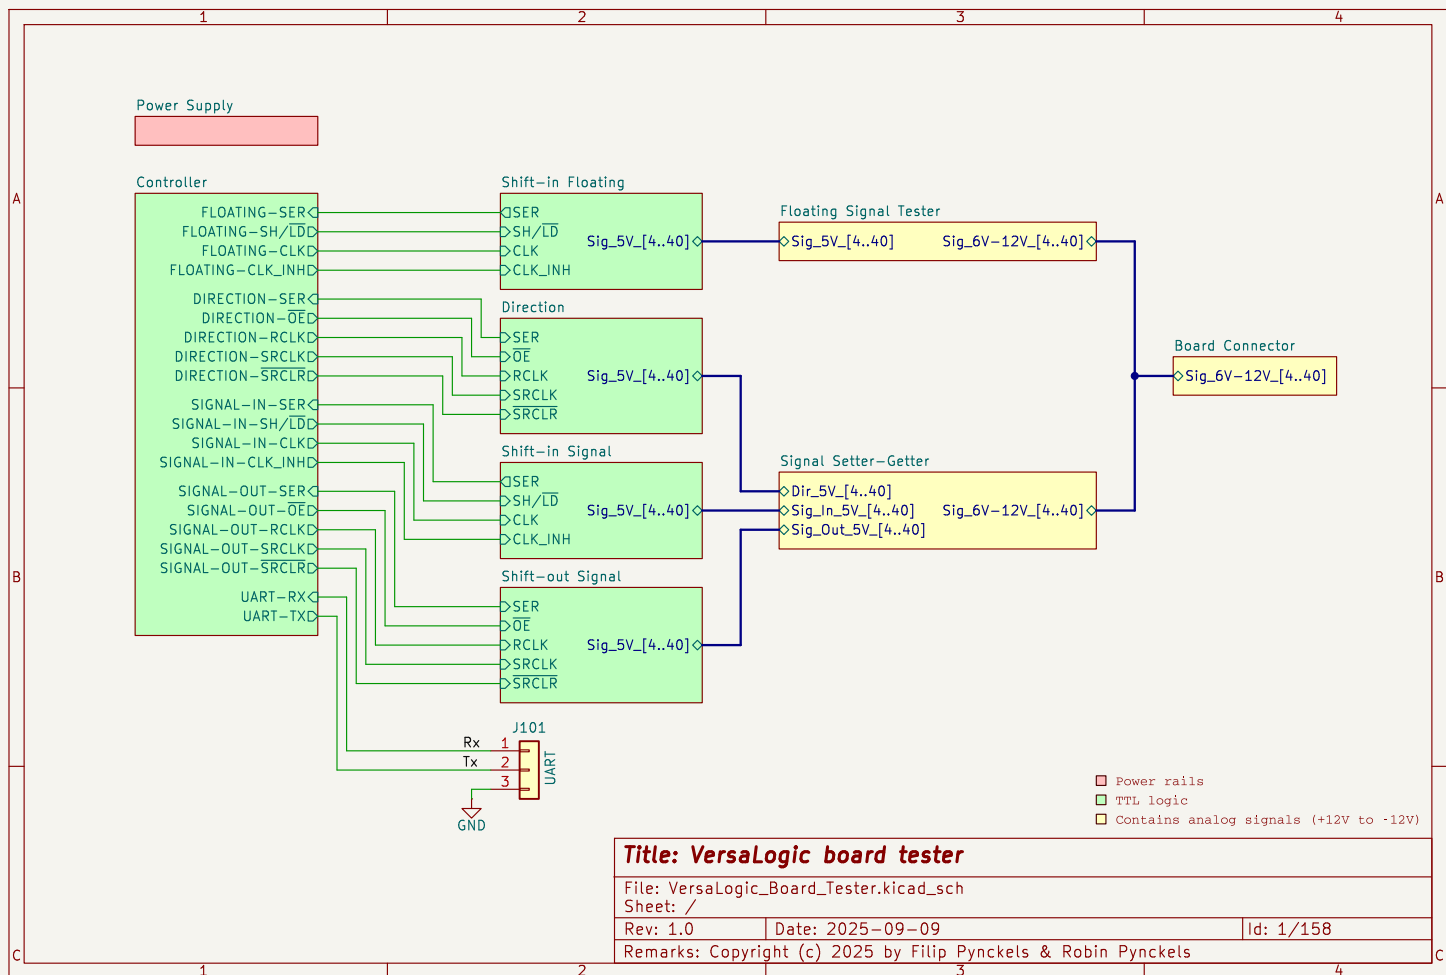 1 2 3 4
A A
B B
C C
1 2 3 4
Power Supply
Controller
FLOATING-SER
FLOATING-SH/LD
FLOATING-CLK
FLOATING-CLK_INH
DIRECTION-SER
DIRECTION-OE
DIRECTION-RCLK
DIRECTION-SRCLK
DIRECTION-SRCLR
SIGNAL-IN-SER
SIGNAL-IN-SH/LD
SIGNAL-IN-CLK
SIGNAL-IN-CLK_INH
SIGNAL-OUT-SER
SIGNAL-OUT-OE
SIGNAL-OUT-RCLK
SIGNAL-OUT-SRCLK
SIGNAL-OUT-SRCLR
UART-RX
UART-TX
Shift-in Floating
SER
SH/LD
CLK
CLK_INH
Sig_5V_[4..40]
Direction
SER
OE
RCLK
SRCLK
SRCLR
Sig_5V_[4..40]
Shift-in Signal
SER
SH/LD
CLK
CLK_INH
Sig_5V_[4..40]
Shift-out Signal
SER
OE
RCLK
SRCLK
SRCLR
Sig_5V_[4..40]
J101
Rx 1
Tx 2
3
UART
GND
Floating Signal Tester
Sig_5V_[4..40] Sig_6V-12V_[4..40]
Signal Setter-Getter
Dir_5V_[4..40]
Sig_In_5V_[4..40] Sig_6V-12V_[4..40]
Sig_Out_5V_[4..40]
Board Connector
Sig_6V-12V_[4..40]
Power rails
TTL logic
Contains analog signals (+12V to -12V)
Title: VersaLogic board tester
File: VersaLogic_Board_Tester.kicad_sch
Sheet: /
Rev: 1.0 Date: 2025-09-09 Id: 1/158
Remarks: Copyright (c) 2025 by Filip Pynckels & Robin Pynckels